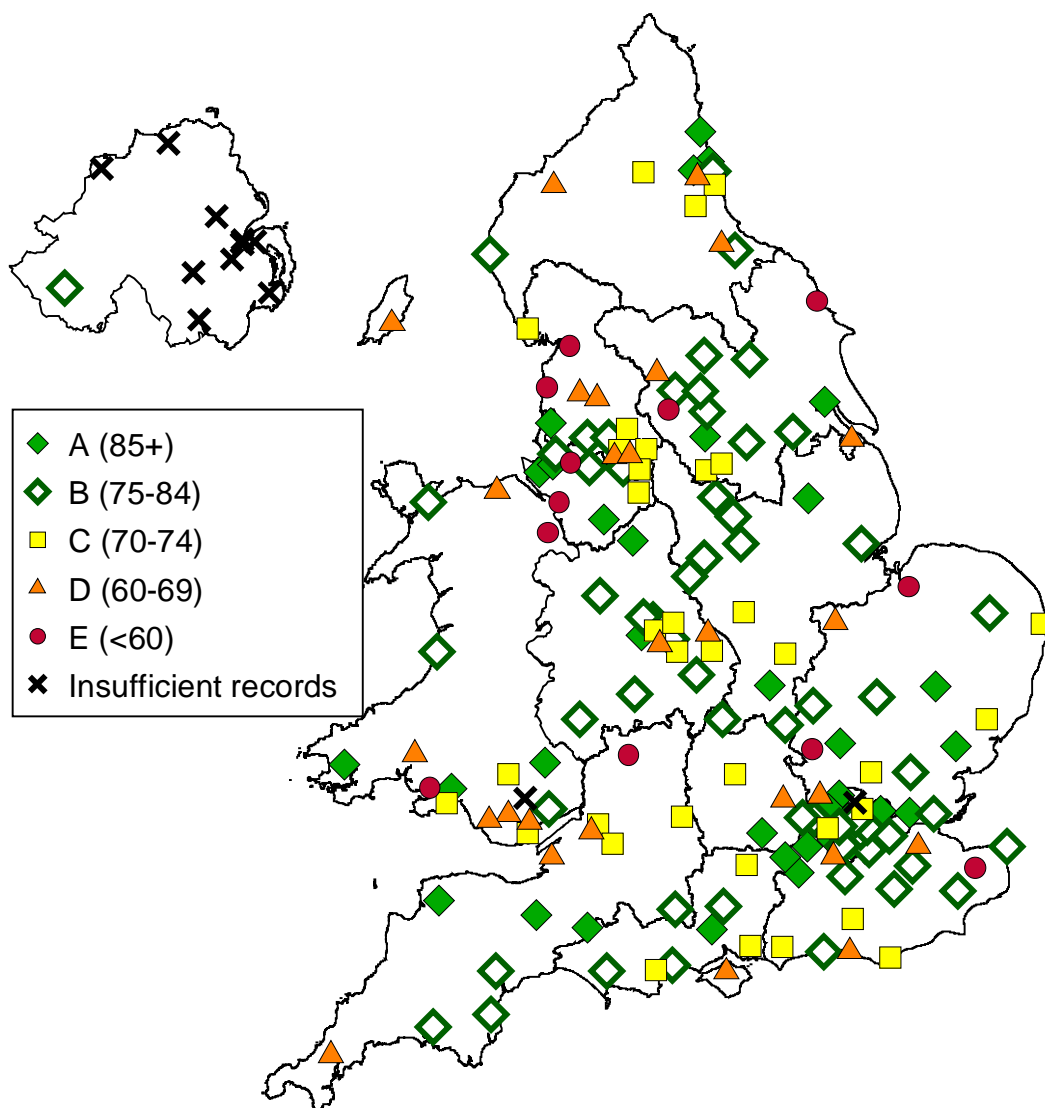 A (85+)
B (75-84)
C (70-74)
D (60-69)
E (<60)
Insufficient records